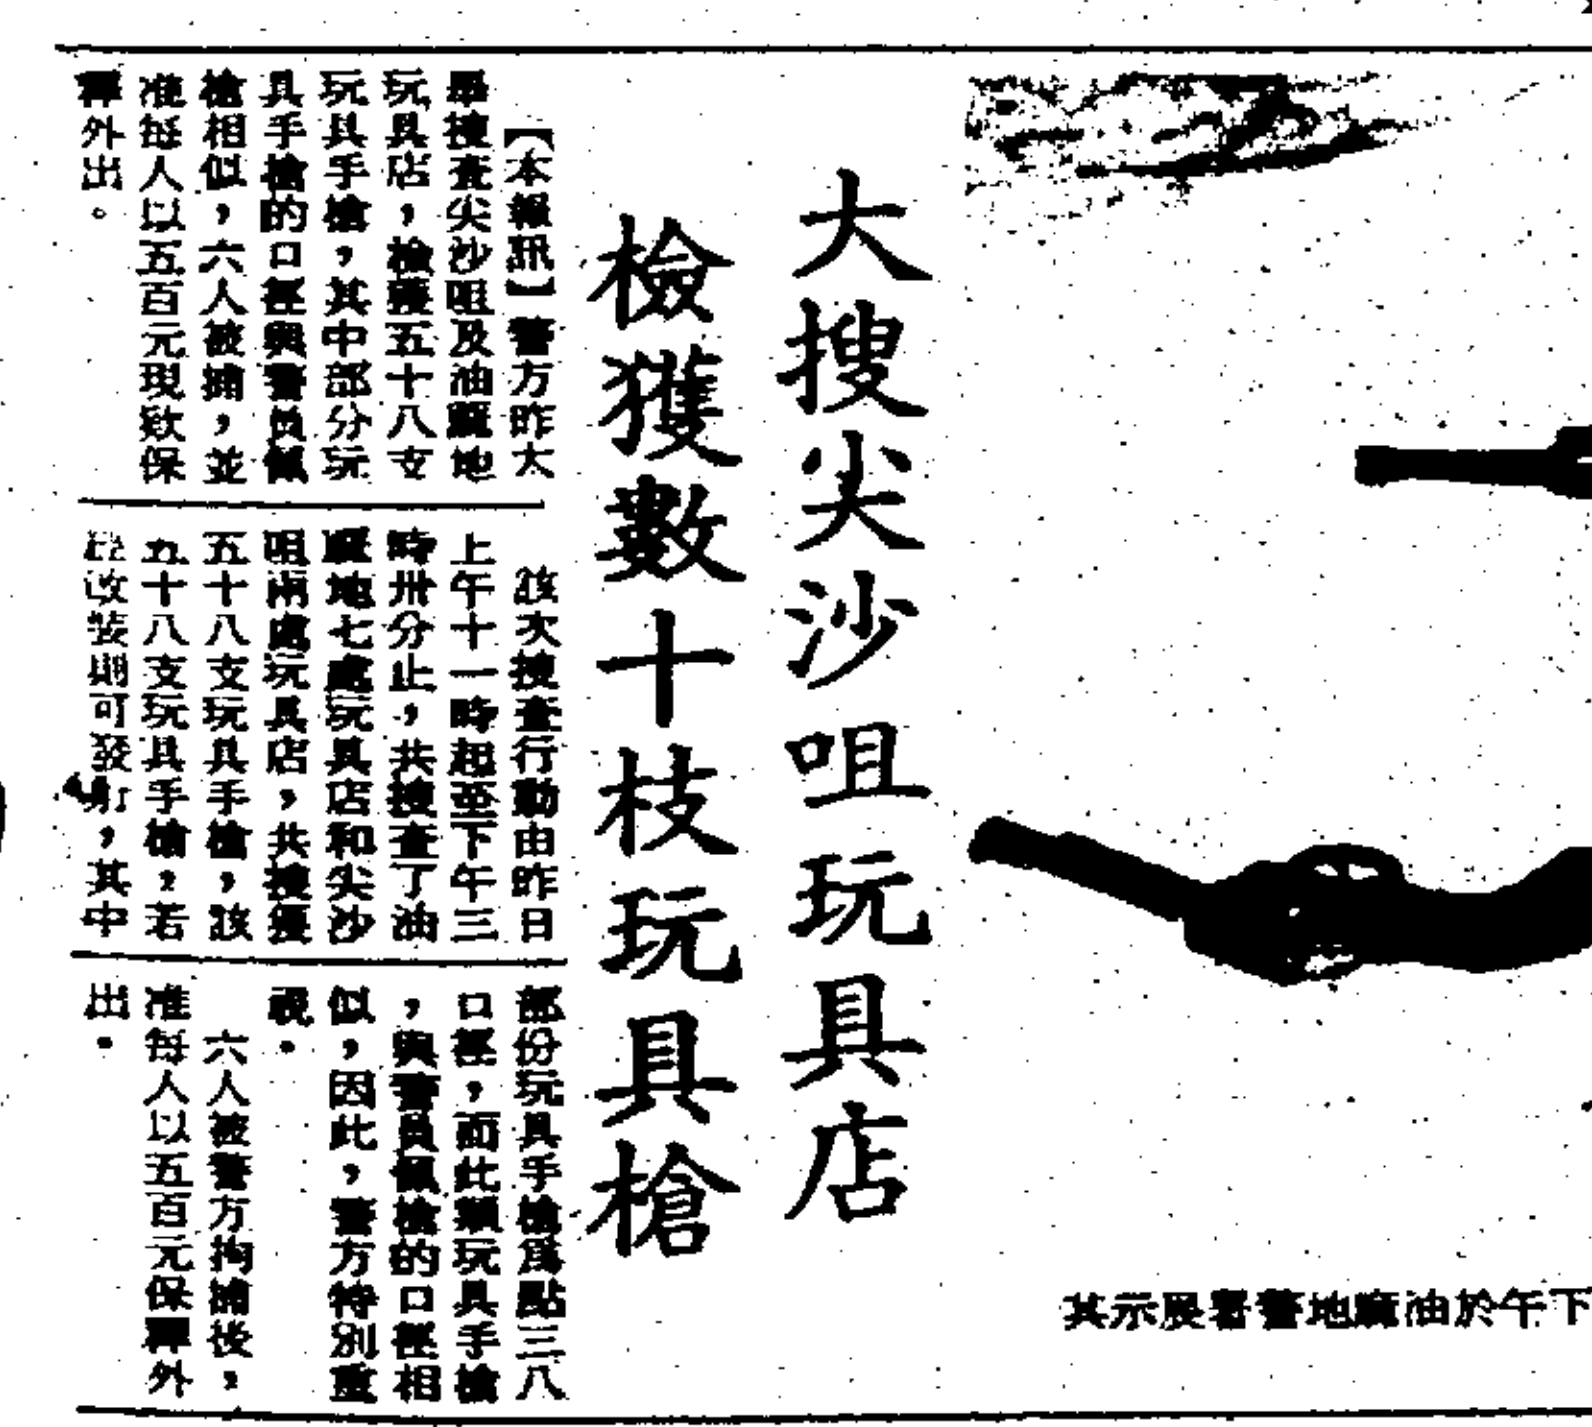 大搜尖沙咀玩具店
檢獲數十枝玩具槍
【本報訊】警方昨大
舉搜查尖沙咀及油麻地
玩具店，檢獲五十八支
玩具手槍，其中部分玩
具手槍的口徑與警員佩
槍相似，六人被捕，並
准每人以五百元現欵保
釋外出。
該次搜查行動由昨日
上午十一時起至下午三
時卅分止，共搜查了油
麻地七處玩具店和尖沙
咀兩處玩具店，共搜獲
五十八支玩具手槍，該
五十八支玩具手槍，若
經改裝則可發射，其中
部份玩具手槍爲點三八
口徑，而此類玩具手槍
，與警員佩槍的口徑相
似，因此，警方特別重
視。
六人被警方拘捕後，
准每人以五百元保釋外
出。
下午於油麻地警署展示其